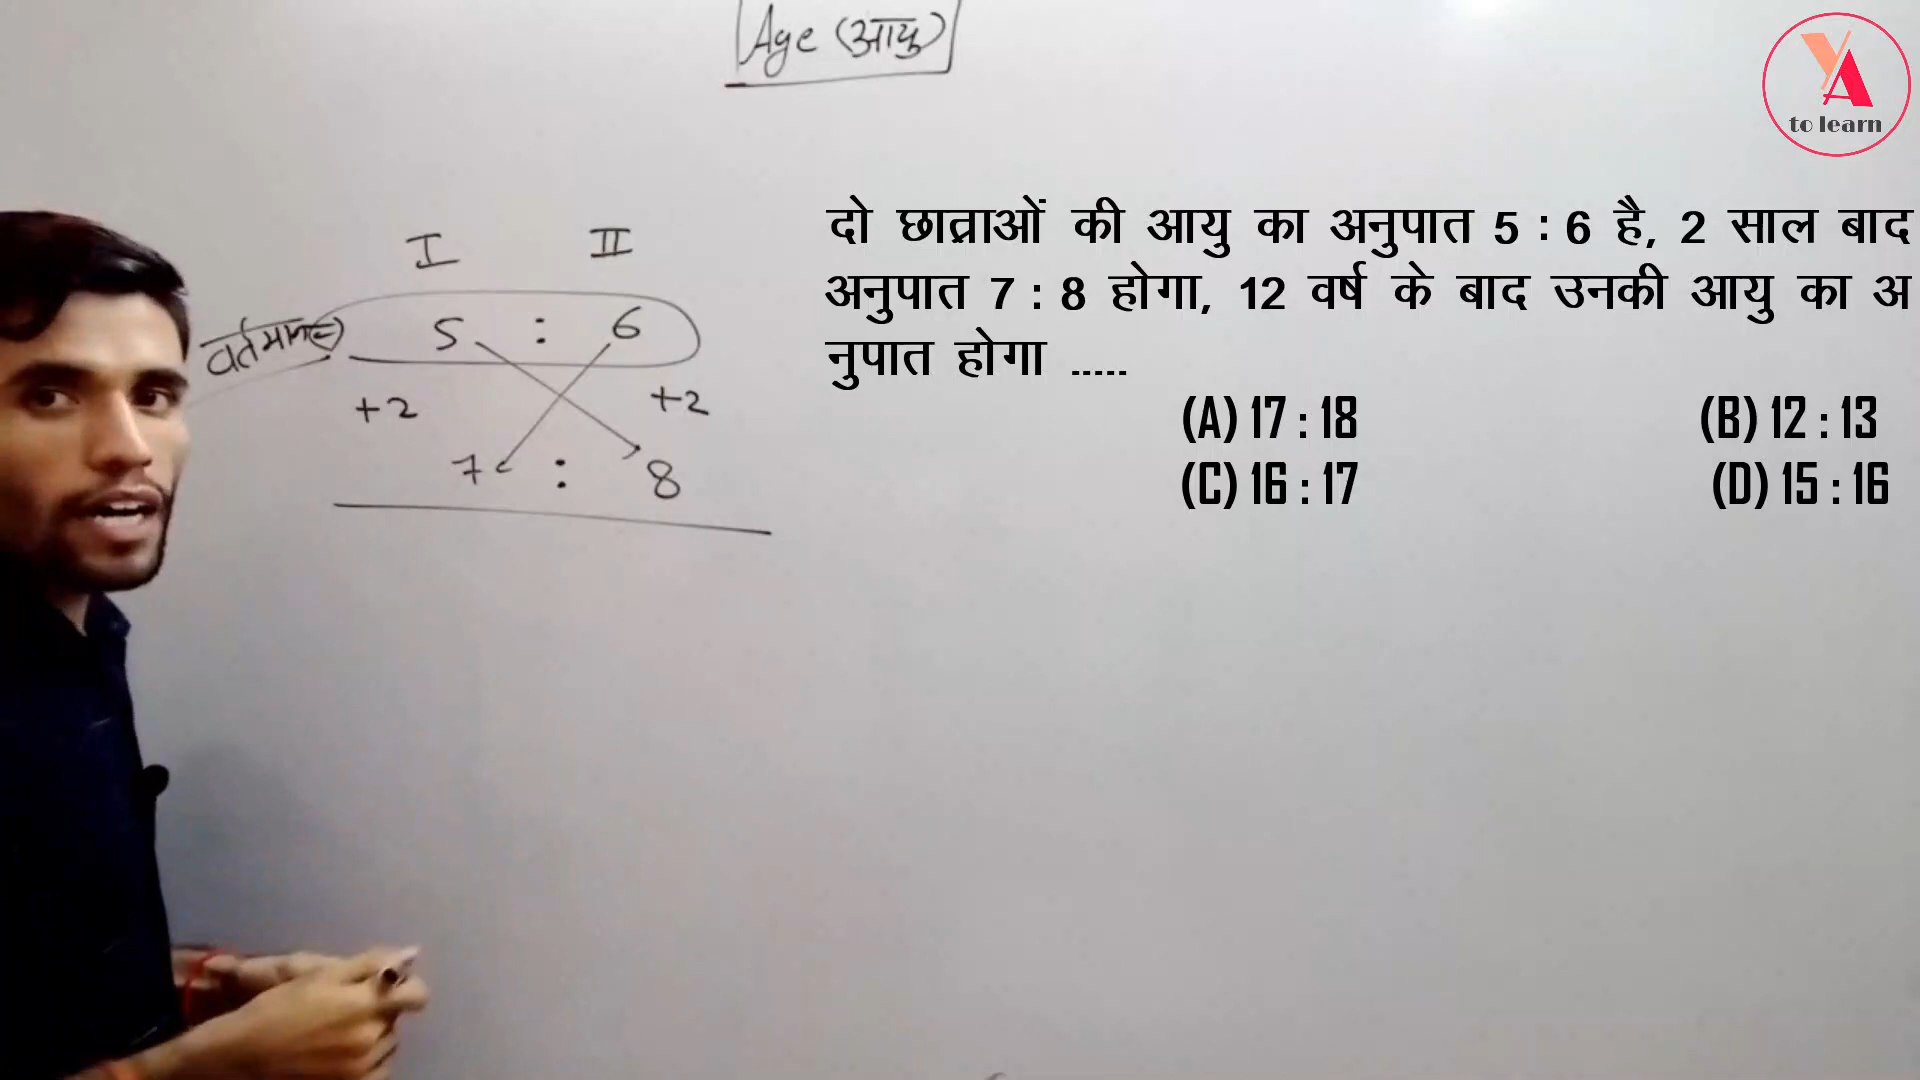 Age (आयु)
YA
to learn
I II
वर्तमान 5 : 6
+2 +2
7 : 8
दो छात्राओं की आयु का अनुपात 5 : 6 है, 2 साल बाद
अनुपात 7 : 8 होगा, 12 वर्ष के बाद उनकी आयु का अ
नुपात होगा .....
(A) 17 : 18 (B) 12 : 13
(C) 16 : 17 (D) 15 : 16